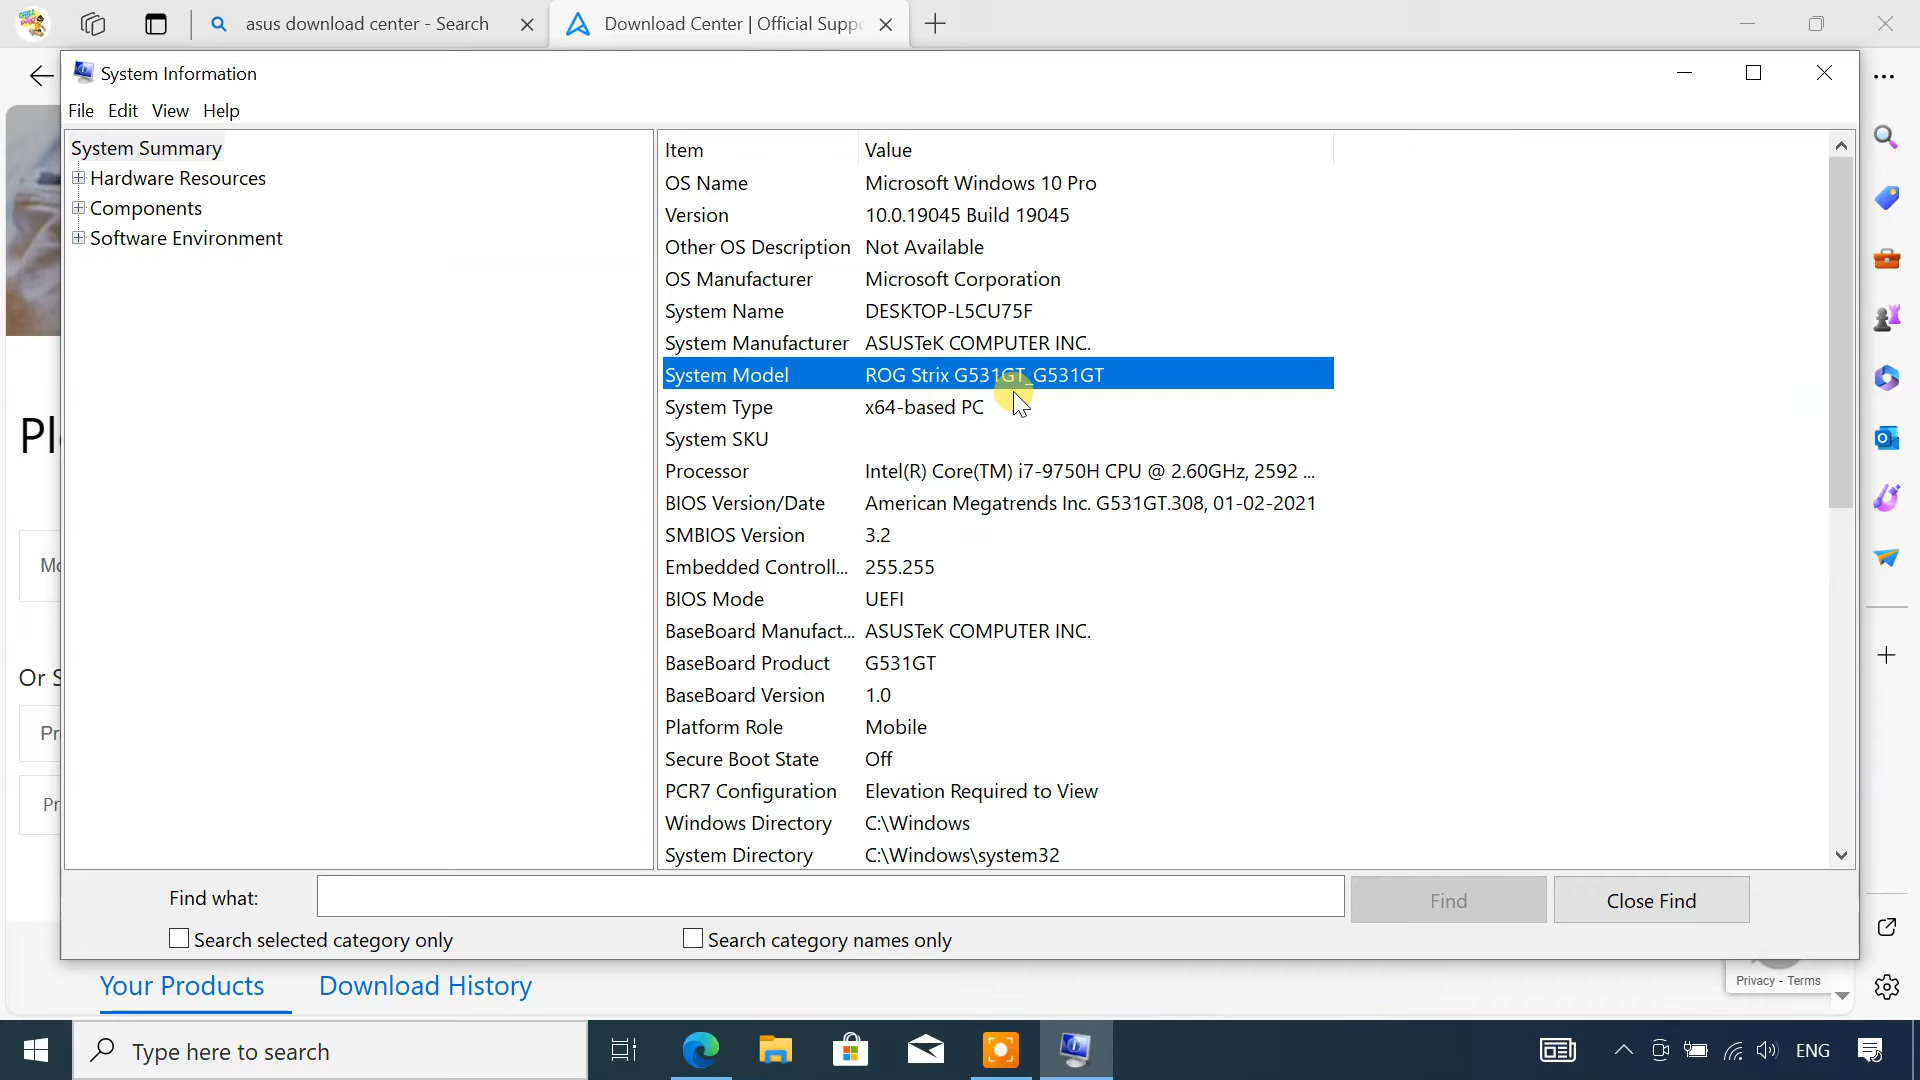 asus download center - Search
Download Center | Official Suppo
System Information
File Edit View Help
System Summary
Hardware Resources
Components
Software Environment
Item Value
OS Name Microsoft Windows 10 Pro
Version 10.0.19045 Build 19045
Other OS Description Not Available
OS Manufacturer Microsoft Corporation
System Name DESKTOP-L5CU75F
System Manufacturer ASUSTeK COMPUTER INC.
System Model ROG Strix G531GT_G531GT
System Type x64-based PC
System SKU
Processor Intel(R) Core(TM) i7-9750H CPU @ 2.60GHz, 2592 ...
BIOS Version/Date American Megatrends Inc. G531GT.308, 01-02-2021
SMBIOS Version 3.2
Embedded Controll... 255.255
BIOS Mode UEFI
BaseBoard Manufact... ASUSTeK COMPUTER INC.
BaseBoard Product G531GT
BaseBoard Version 1.0
Platform Role Mobile
Secure Boot State Off
PCR7 Configuration Elevation Required to View
Windows Directory C:\Windows
System Directory C:\Windows\system32
Find what:
Find
Close Find
Search selected category only
Search category names only
Pl
Mo
Or S
Pr
Pr
Your Products Download History
Privacy - Terms
Type here to search
ENG